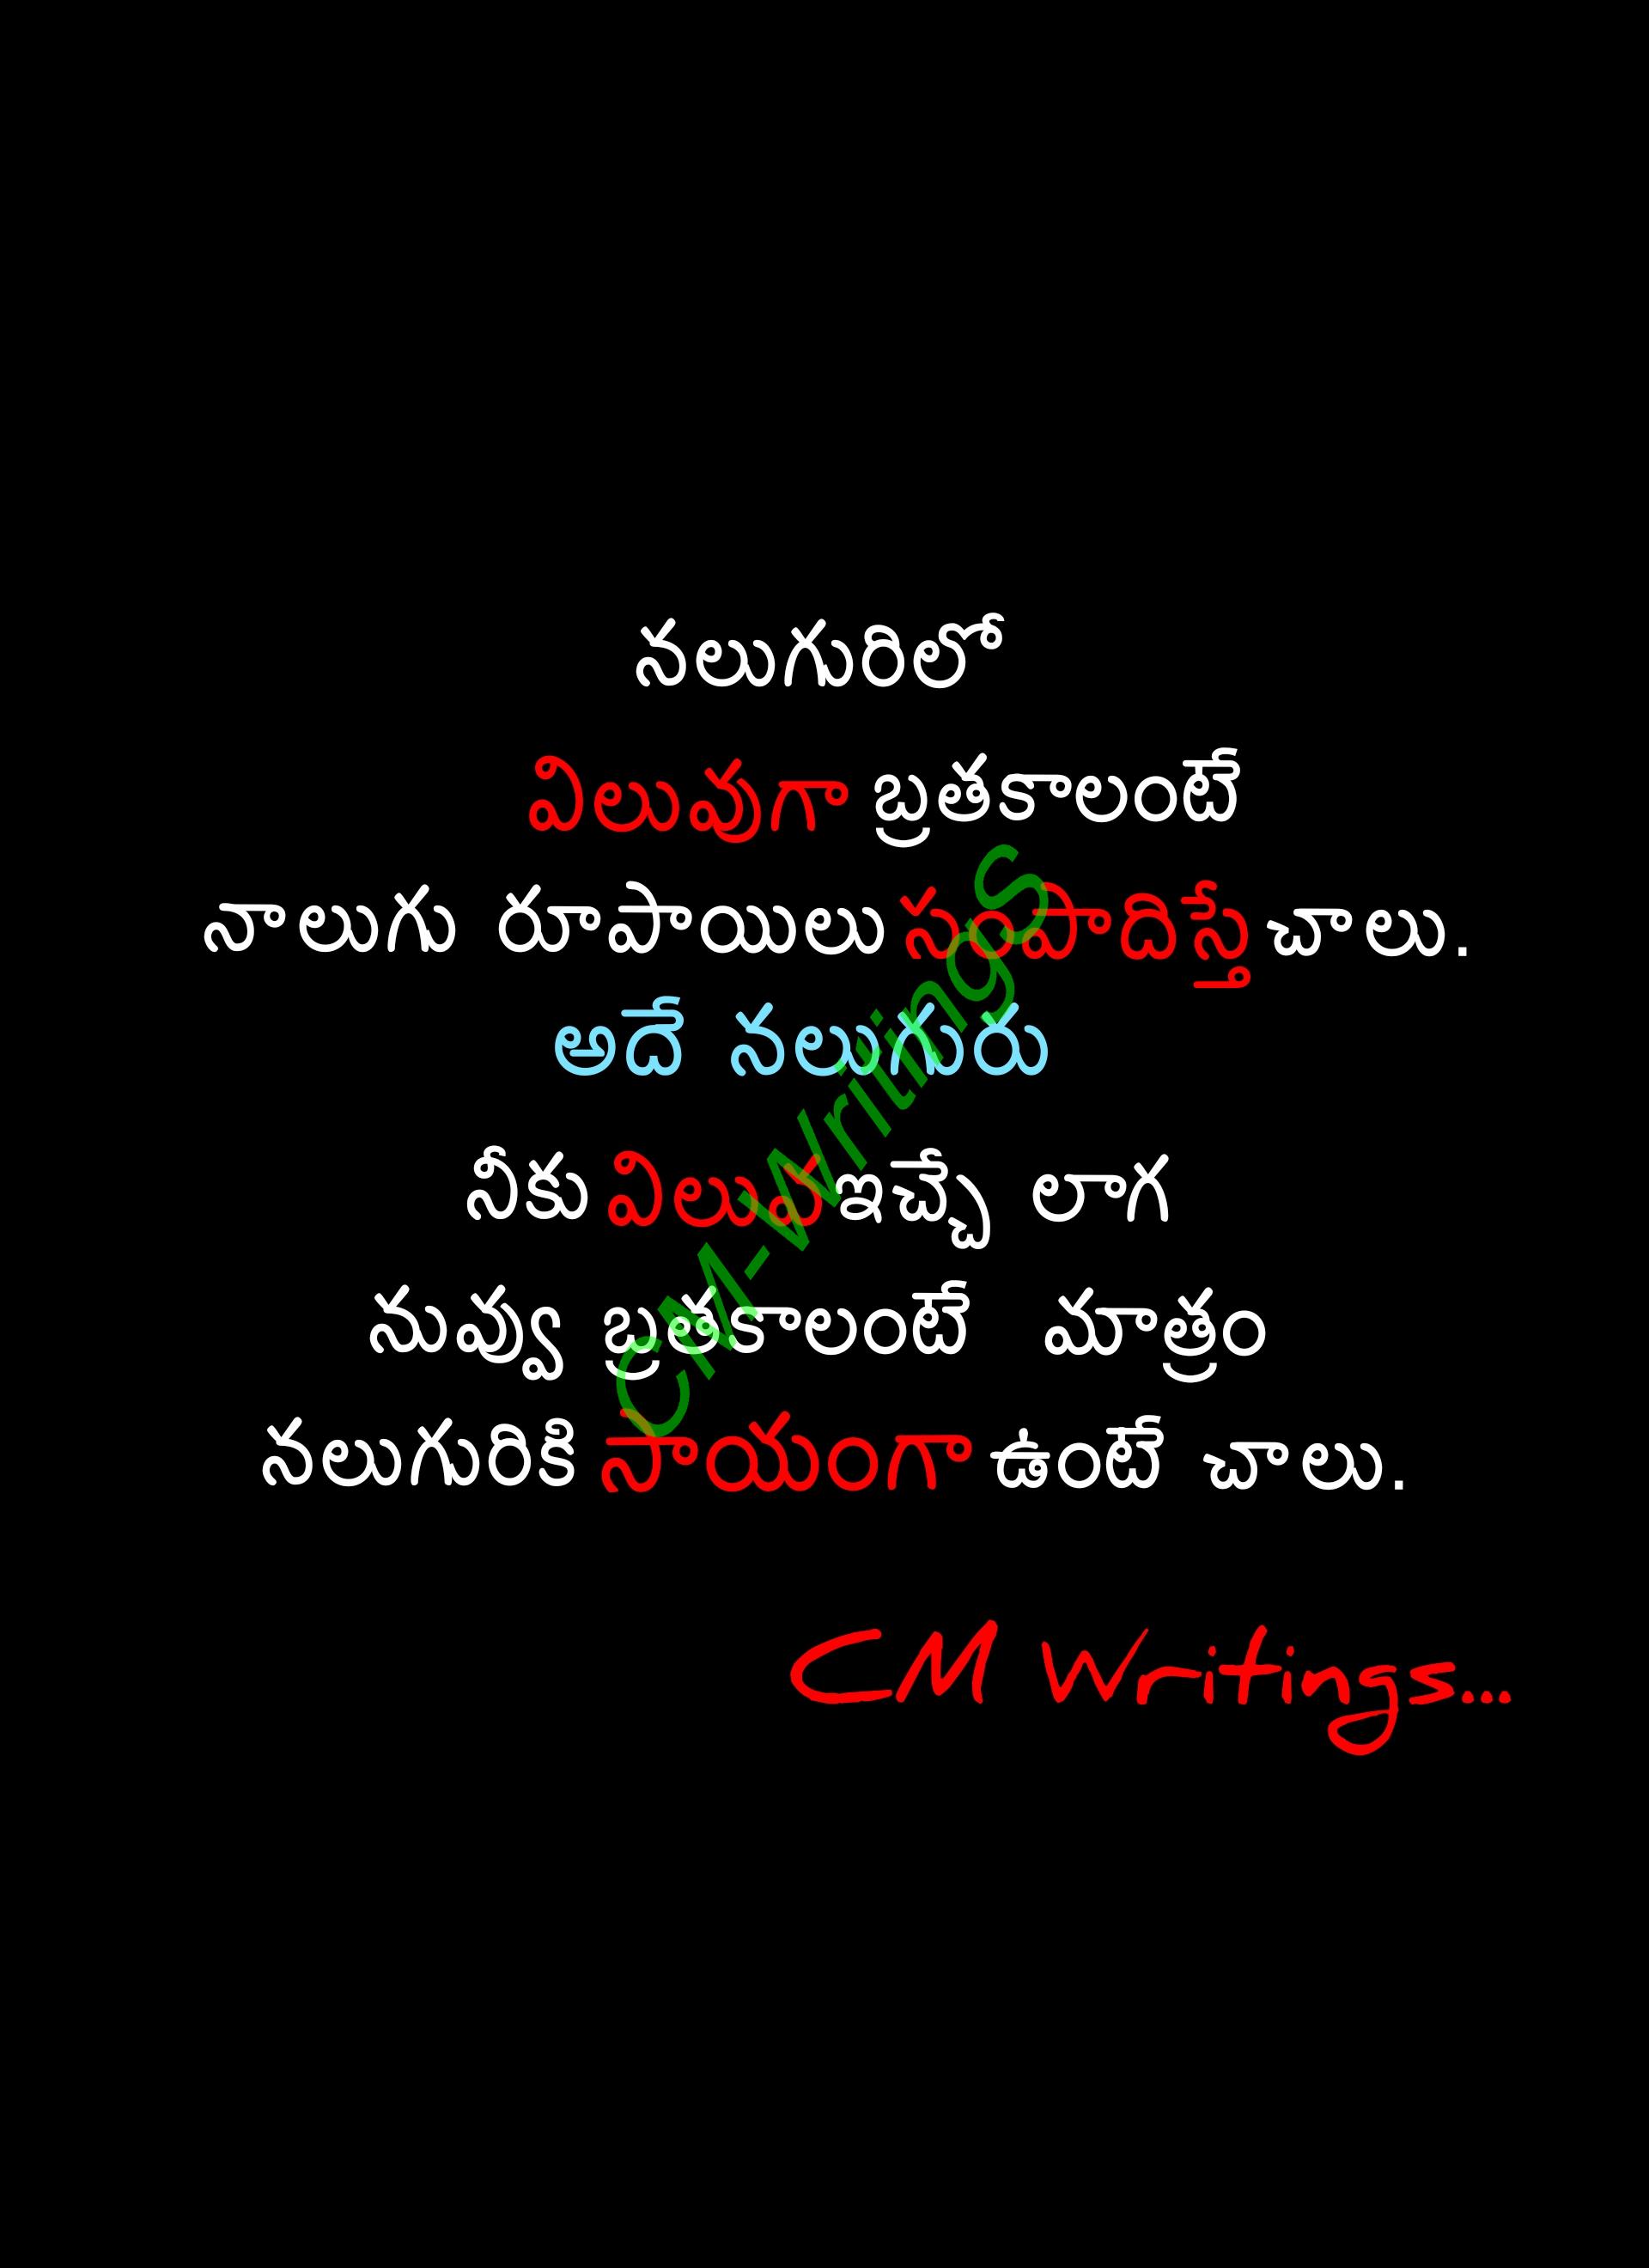 నలుగురిలో
విలువుగా బ్రతకాలంటే
నాలుగు రూపాయిలు సంపాదిస్తే చాలు.
అదే నలుగురు
నీకు విలువ ఇచ్చే లాగ
నువ్వు బ్రతకాలంటే మాత్రం
నలుగురికి సాయంగా ఉంటే చాలు.
CM-Writings
CM Writings...